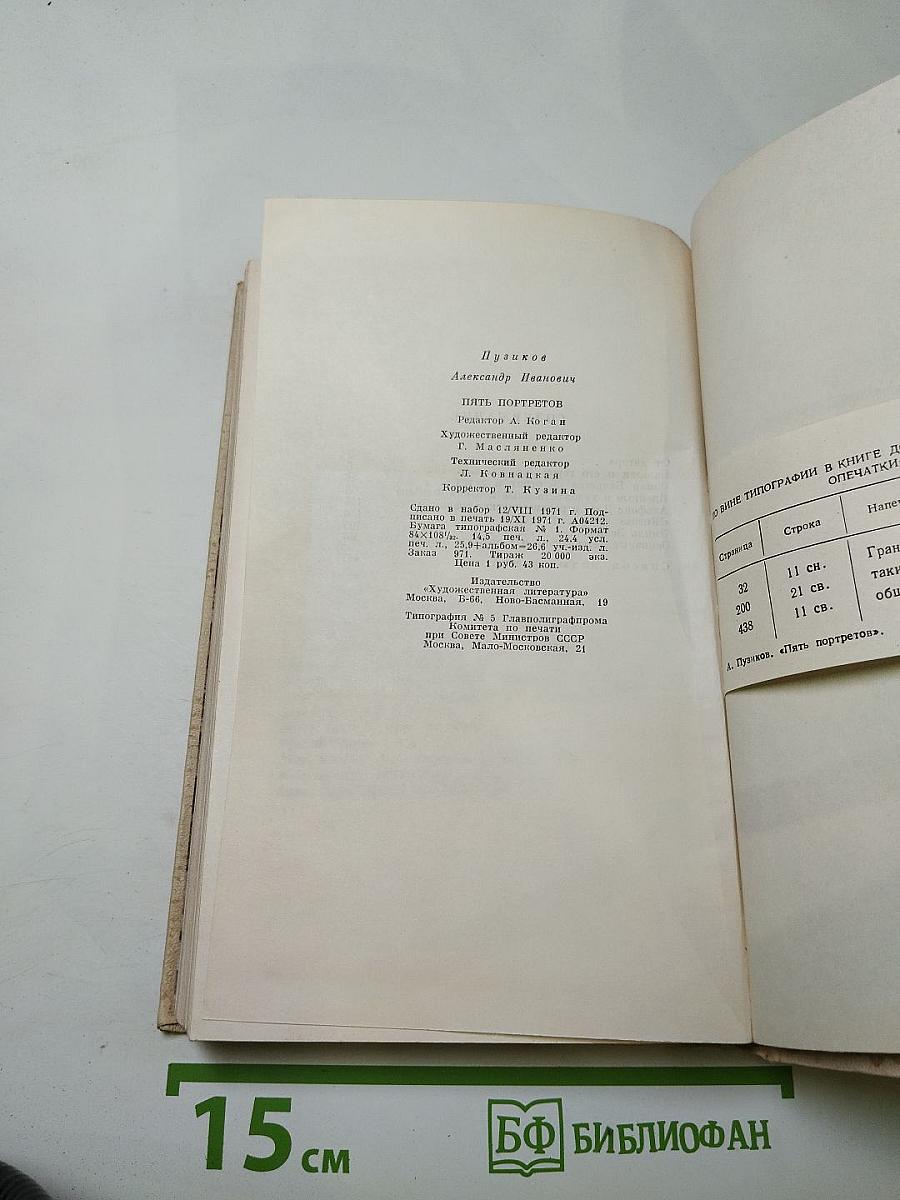 Пузиков
Александр Иванович
ПЯТЬ ПОРТРЕТОВ
Редактор А. Коган
Художественный редактор
Г. Масляненко
Технический редактор
Л. Ковнацкая
Корректор Т. Кузина
Сдано в набор 12/VIII 1971 г. Под-
писано в печать 19/XI 1971 г. А04212.
Бумага типографская № 1. Формат
84×108¹/₃₂. 14,5 печ. л., 24.4 усл.
печ. л., 25,9+альбом=26,6 уч.-изд. л.
Заказ 971. Тираж 20 000 экз.
Цена 1 руб. 43 коп.
Издательство
«Художественная литература»
Москва, Б-66, Ново-Басманная, 19
Типография № 5 Главполиграфпрома
Комитета по печати
при Совете Министров СССР
Москва, Мало-Московская, 21
ПО ВИНЕ ТИПОГРАФИИ В КНИГЕ
ОПЕЧАТКИ
Страница Строка Напеч
32 11 сн. Гран
200 21 св. таки
438 11 св. общ
А. Пузиков. «Пять портретов».
15 см
БФ БИБЛИОФАН